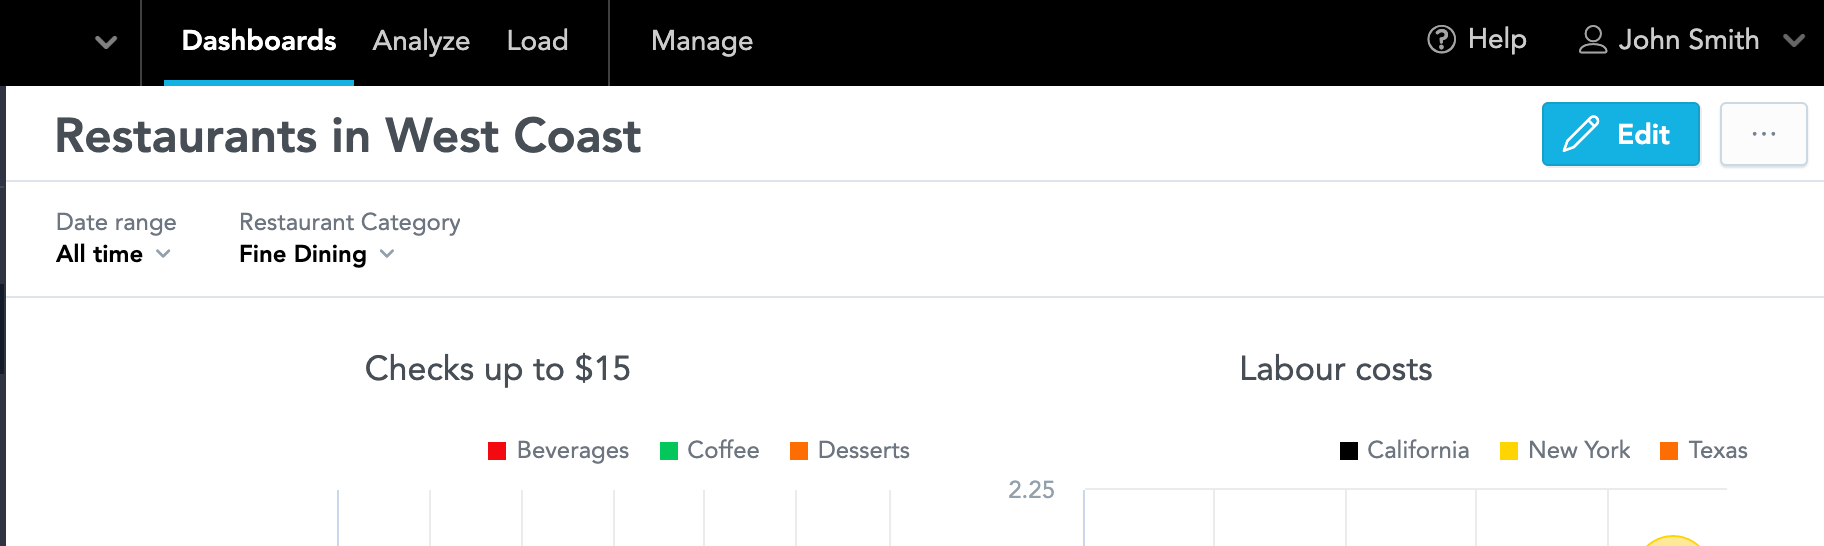 Dashboards Analyze Load Manage Help John Smith
Restaurants in West Coast
Edit ...
Date range Restaurant Category
All time Fine Dining
Checks up to $15 Labour costs
Beverages Coffee Desserts California New York Texas
2.25